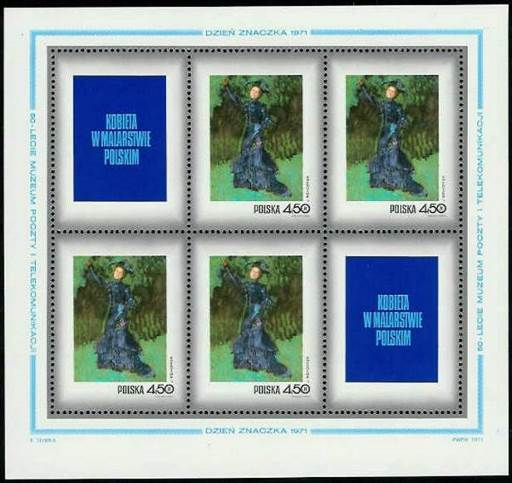 DZIEŃ ZNACZKA 1971
50-LECIE MUZEUM POCZTY I TELEKOMUNIKACJI
KOBIETA
W MALARSTWIE
POLSKIM
POLSKA 4.50
POLSKA 4.50
50-LECIE MUZEUM POCZTY I TELEKOMUNIKACJI
POLSKA 4.50
POLSKA 4.50
KOBIETA
W MALARSTWIE
POLSKIM
DZIEŃ ZNACZKA 1971
PWPW 1971